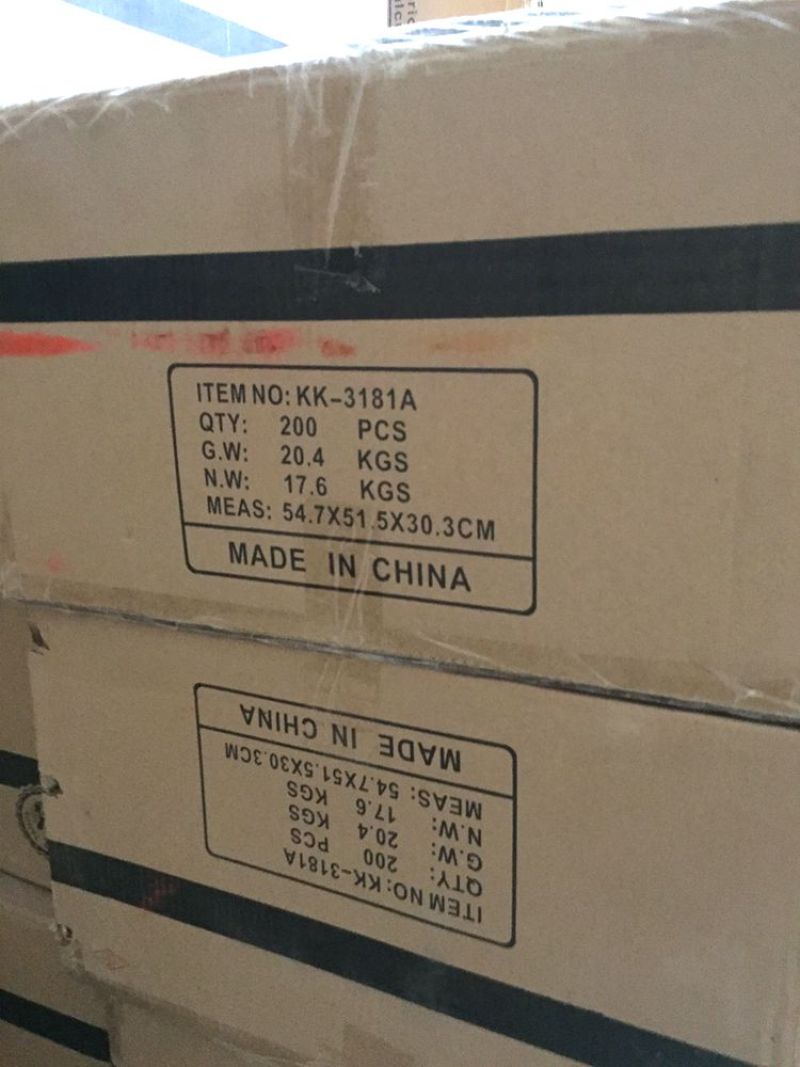 ITEM NO: KK-3181A
QTY: 200 PCS
G.W: 20.4 KGS
N.W: 17.6 KGS
MEAS: 54.7X51.5X30.3CM
MADE IN CHINA
ITEM NO: KK-3181A
QTY: 200 PCS
G.W: 20.4 KGS
N.W: 17.6 KGS
MEAS: 54.7X51.5X30.3CM
MADE IN CHINA